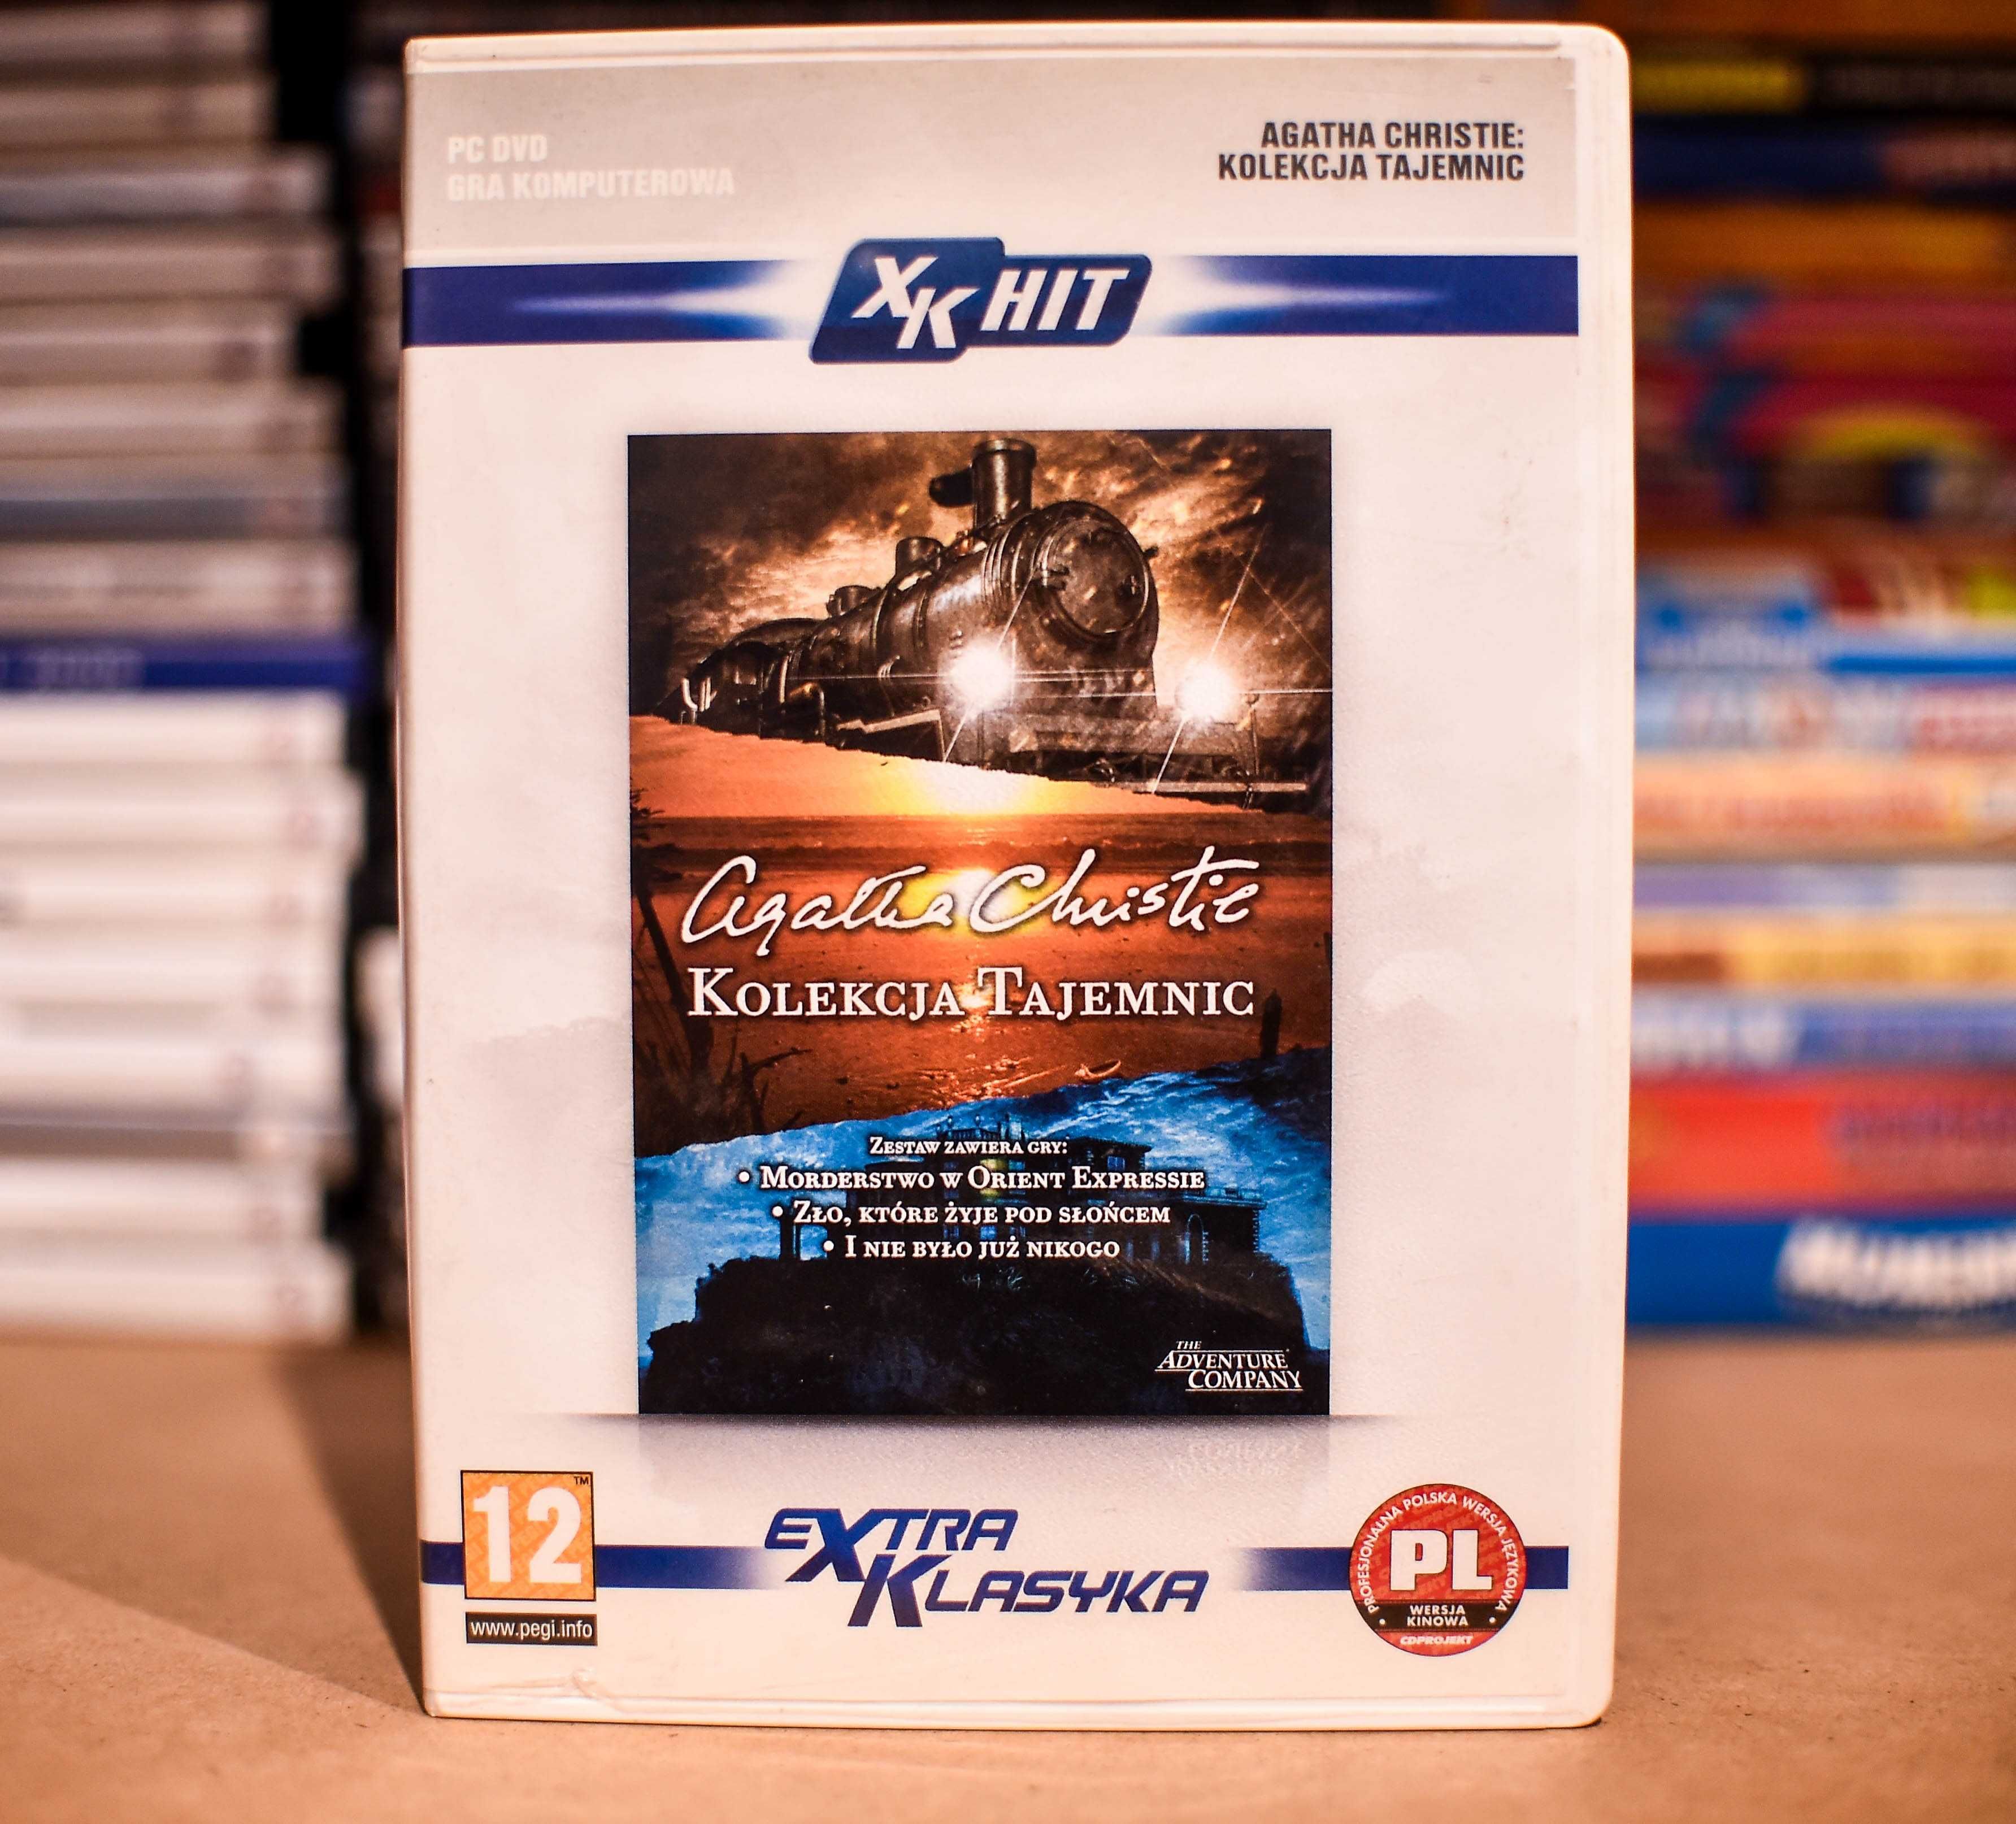 PC DVD
GRA KOMPUTEROWA
AGATHA CHRISTIE:
KOLEKCJA TAJEMNIC
XK HIT
Agatha Christie
KOLEKCJA TAJEMNIC
ZESTAW ZAWIERA GRY:
• MORDERSTWO W ORIENT EXPRESSIE
• ZŁO, KTÓRE ŻYJE POD SŁOŃCEM
• I NIE BYŁO JUŻ NIKOGO
THE
ADVENTURE
COMPANY
12™
www.pegi.info
EXTRA
KLASYKA
PROFESJONALNA POLSKA WERSJA JĘZYKOWA
PL
WERSJA
KINOWA
CDPROJEKT